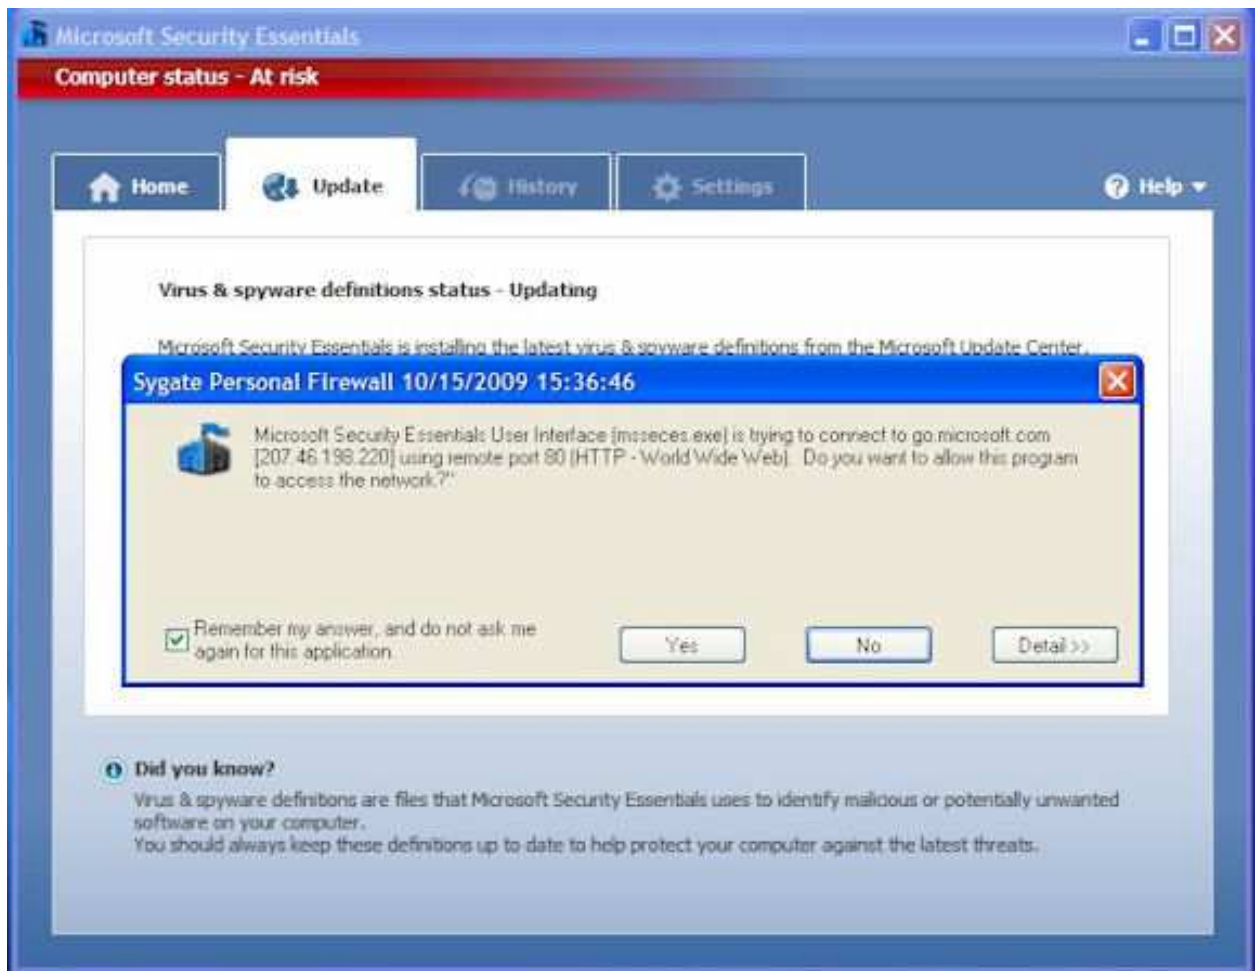 Microsoft Security Essentials
Computer status - At risk
Home
Update
History
Settings
Help
Virus & spyware definitions status - Updating
Microsoft Security Essentials is installing the latest virus & spyware definitions from the Microsoft Update Center.
Sygate Personal Firewall 10/15/2009 15:36:46
Microsoft Security Essentials User Interface [msseces.exe] is trying to connect to go.microsoft.com
[207.46.198.220] using remote port 80 (HTTP - World Wide Web). Do you want to allow this program
to access the network?"
Remember my answer, and do not ask me
again for this application.
Yes
No
Detail >>
Did you know?
Virus & spyware definitions are files that Microsoft Security Essentials uses to identify malicious or potentially unwanted
software on your computer.
You should always keep these definitions up to date to help protect your computer against the latest threats.